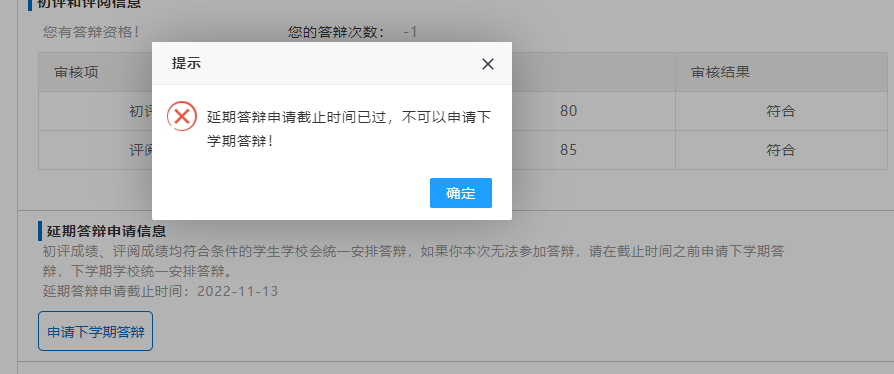 初评和评阅信息
您有答辩资格！ 您的答辩次数： -1
提示
审核项 审核结果
初评 80 符合
评阅 85 符合
延期答辩申请截止时间已过，不可以申请下
学期答辩！
确定
延期答辩申请信息
初评成绩、评阅成绩均符合条件的学生学校会统一安排答辩，如果你本次无法参加答辩，请在截止时间之前申请下学期答
辩，下学期学校统一安排答辩。
延期答辩申请截止时间：2022-11-13
申请下学期答辩